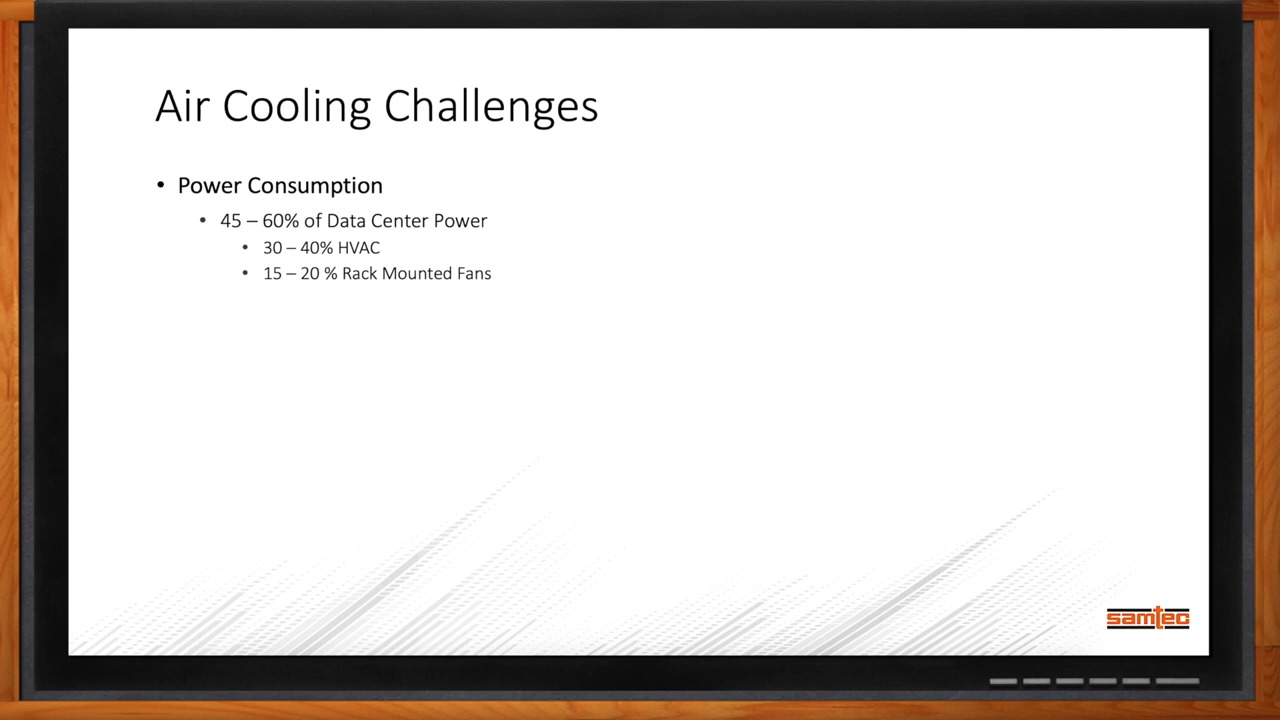 Air Cooling Challenges
• Power Consumption
• 45 – 60% of Data Center Power
• 30 – 40% HVAC
• 15 – 20 % Rack Mounted Fans
samtec